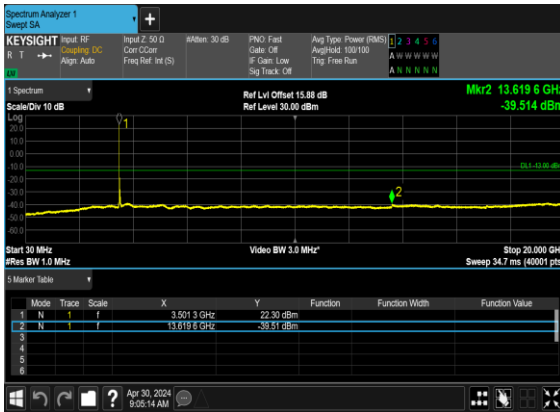 Spectrum Analyzer 1
Swept SA
+
KEYSIGHT Input: RF Input Z: 50 Ω #Atten: 30 dB PNO: Fast Avg Type: Power (RMS) 1 2 3 4 5 6
R T Coupling: DC Corr CCorr Gate: Off Avg|Hold: 100/100 A W W W W W
Align: Auto Freq Ref: Int (S) IF Gain: Low Trig: Free Run
Sig Track: Off A N N N N N
1 Spectrum Ref Lvl Offset 15.88 dB Mkr2 13.619 6 GHz
Scale/Div 10 dB Ref Level 30.00 dBm -39.514 dBm
Log
20.0
10.0
0.00
-10.0
-20.0
-30.0
-40.0
-50.0
-60.0
1
DL1 -13.00 dBm
2
Start 30 MHz Video BW 3.0 MHz* Stop 20.000 GH
#Res BW 1.0 MHz Sweep 34.7 ms (40001 pts
5 Marker Table
Mode Trace Scale X Y Function Function Width Function Value
1 N 1 f 3.501 3 GHz 22.30 dBm
2 N 1 f 13.619 6 GHz -39.51 dBm
3
4
5
6
? Apr 30, 2024
9:05:14 AM